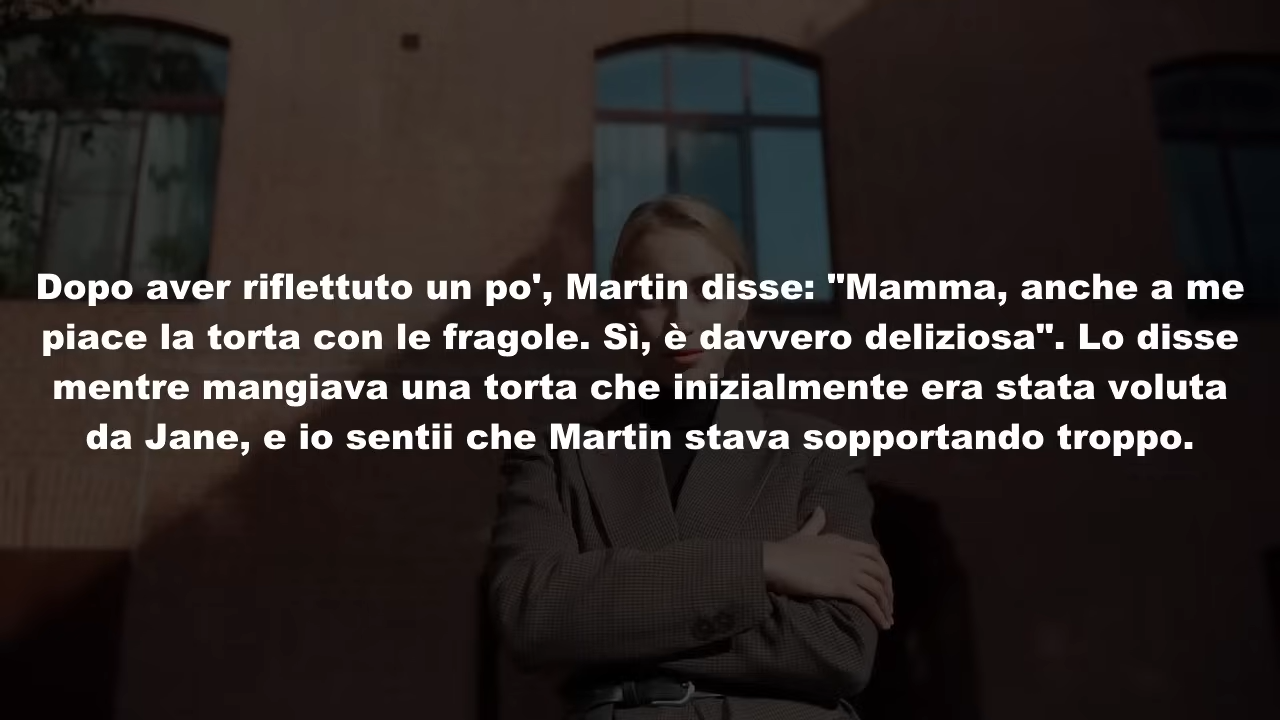 Dopo aver riflettuto un po', Martin disse: "Mamma, anche a me
piace la torta con le fragole. Sì, è davvero deliziosa". Lo disse
mentre mangiava una torta che inizialmente era stata voluta
da Jane, e io sentii che Martin stava sopportando troppo.